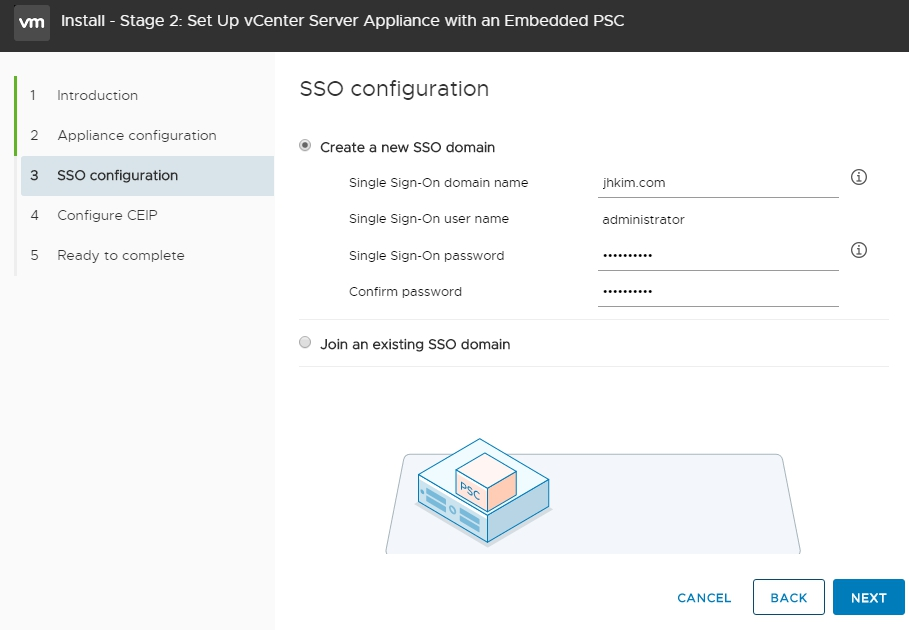 vm Install - Stage 2: Set Up vCenter Server Appliance with an Embedded PSC
1 Introduction
2 Appliance configuration
3 SSO configuration
4 Configure CEIP
5 Ready to complete
SSO configuration
Create a new SSO domain
Single Sign-On domain name jhkim.com
Single Sign-On user name administrator
Single Sign-On password ••••••••••
Confirm password ••••••••••
Join an existing SSO domain
PSC
CANCEL BACK NEXT